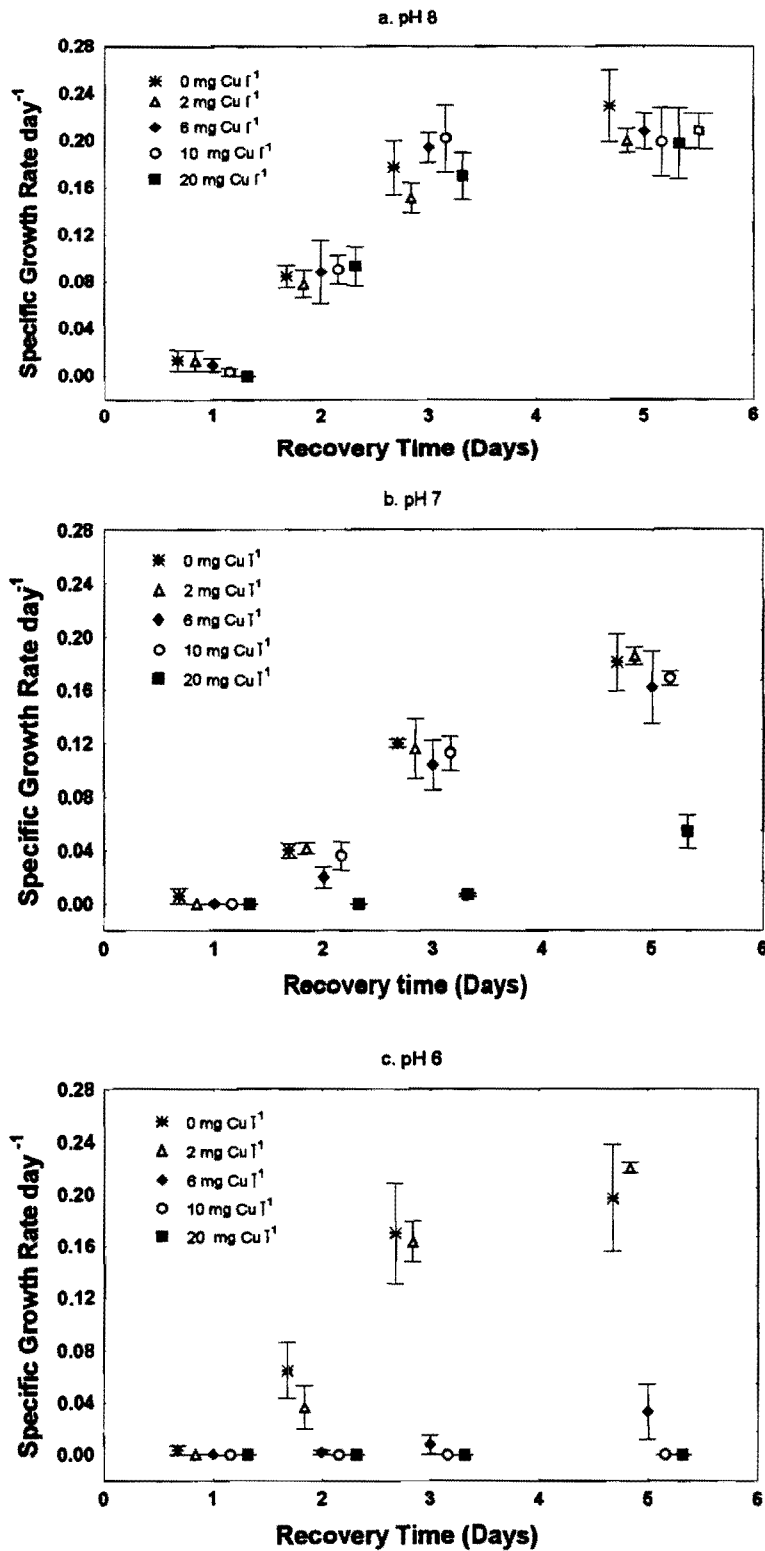 a. pH 8
0.28
0.24
0.20
0.16
0.12
0.08
0.04
0.00
Specific Growth Rate day-1
0 mg Cu l-1
2 mg Cu l-1
6 mg Cu l-1
10 mg Cu l-1
20 mg Cu l-1
0 1 2 3 4 5 6
Recovery Time (Days)
b. pH 7
0.28
0.24
0.20
0.16
0.12
0.08
0.04
0.00
Specific Growth Rate day-1
0 mg Cu l-1
2 mg Cu l-1
6 mg Cu l-1
10 mg Cu l-1
20 mg Cu l-1
0 1 2 3 4 5 6
Recovery time (Days)
c. pH 6
0.28
0.24
0.20
0.16
0.12
0.08
0.04
0.00
Specific Growth Rate day-1
0 mg Cu l-1
2 mg Cu l-1
6 mg Cu l-1
10 mg Cu l-1
20 mg Cu l-1
0 1 2 3 4 5 6
Recovery Time (Days)